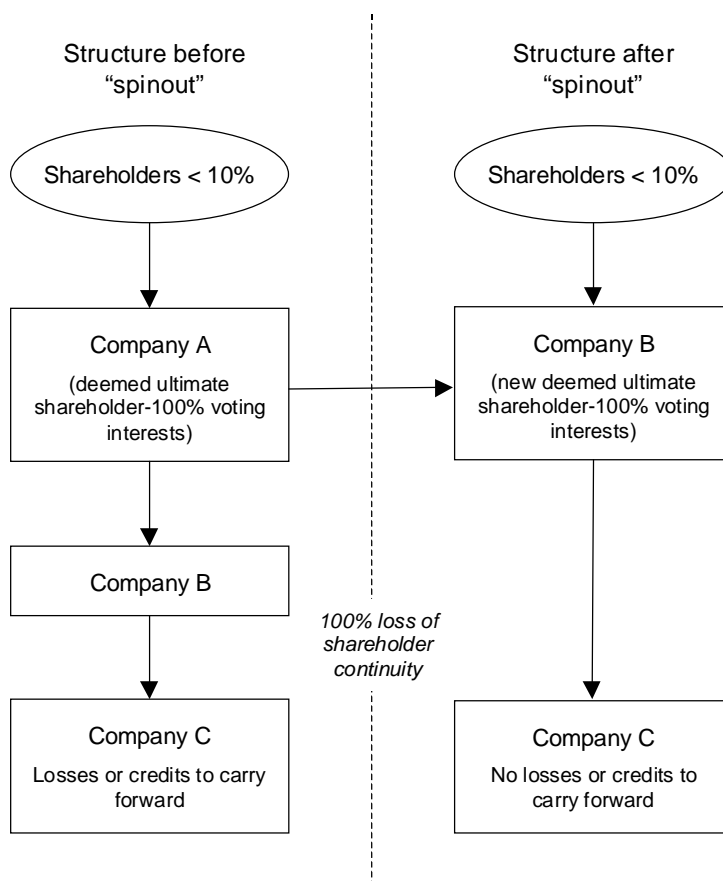 Structure before
“spinout”
Shareholders < 10%
Company A
(deemed ultimate
shareholder-100% voting
interests)
Company B
Company C
Losses or credits to carry
forward
100% loss of
shareholder
continuity
Structure after
“spinout”
Shareholders < 10%
Company B
(new deemed ultimate
shareholder-100% voting
interests)
Company C
No losses or credits to
carry forward